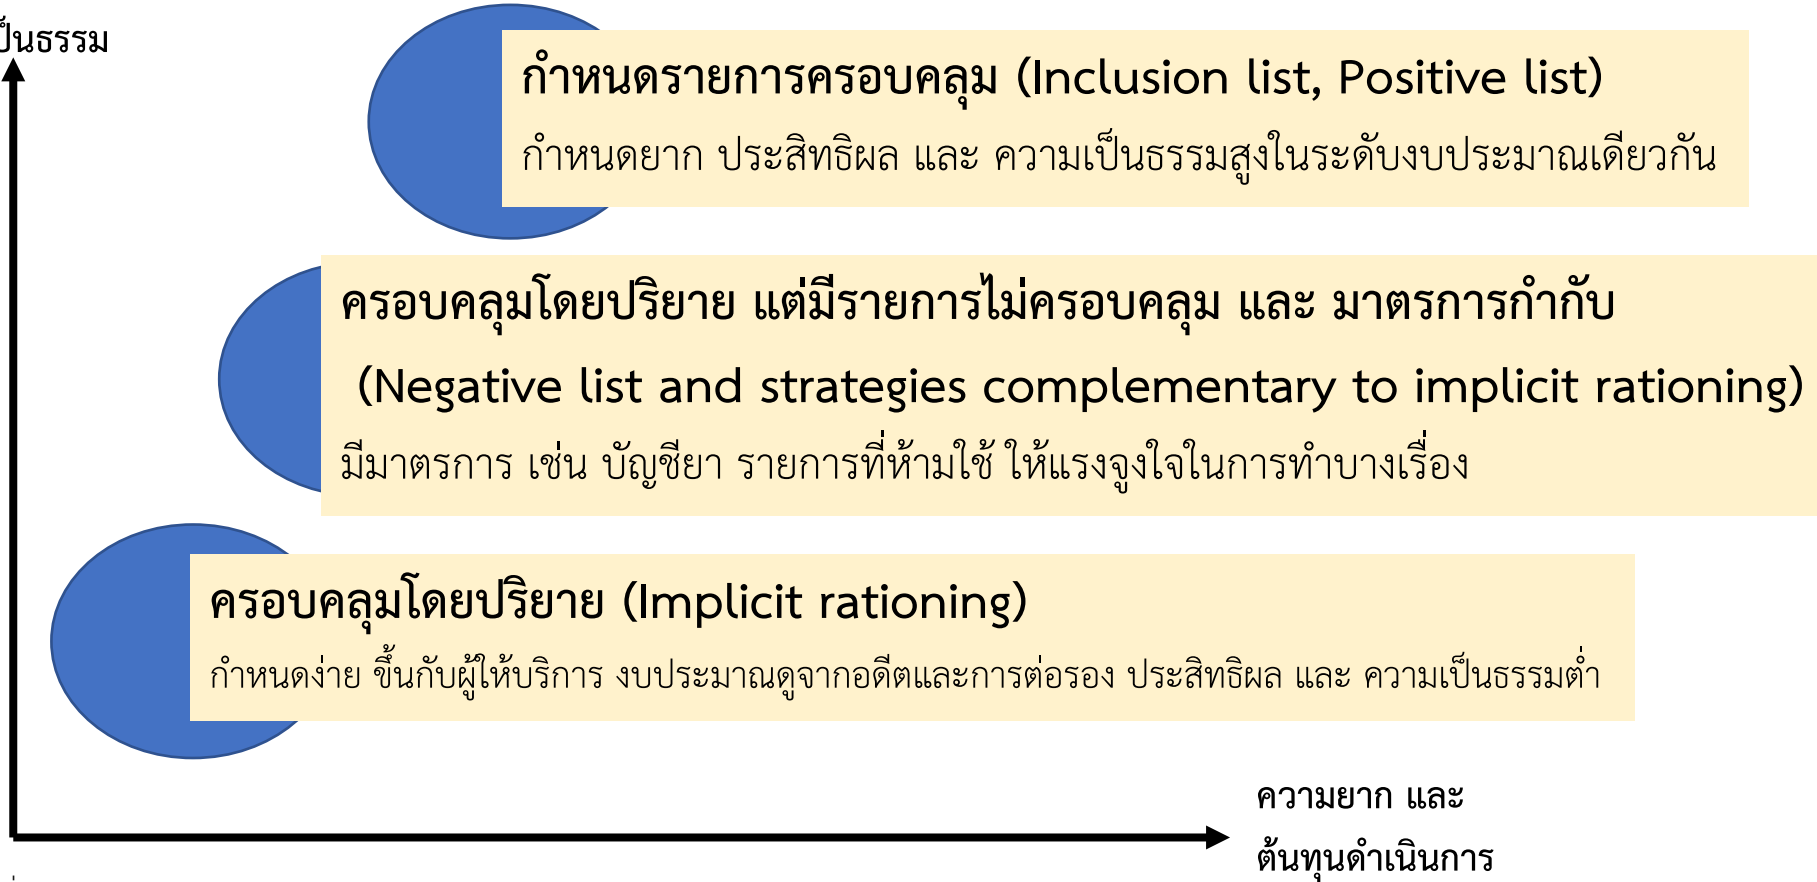 ป็นธรรม
กำหนดรายการครอบคลุม (Inclusion list, Positive list)
กำหนดยาก ประสิทธิผล และ ความเป็นธรรมสูงในระดับงบประมาณเดียวกัน
ครอบคลุมโดยปริยาย แต่มีรายการไม่ครอบคลุม และ มาตรการกำกับ
(Negative list and strategies complementary to implicit rationing)
มีมาตรการ เช่น บัญชียา รายการที่ห้ามใช้ ให้แรงจูงใจในการทำบางเรื่อง
ครอบคลุมโดยปริยาย (Implicit rationing)
กำหนดง่าย ขึ้นกับผู้ให้บริการ งบประมาณดูจากอดีตและการต่อรอง ประสิทธิผล และ ความเป็นธรรมต่ำ
ความยาก และ
ต้นทุนดำเนินการ